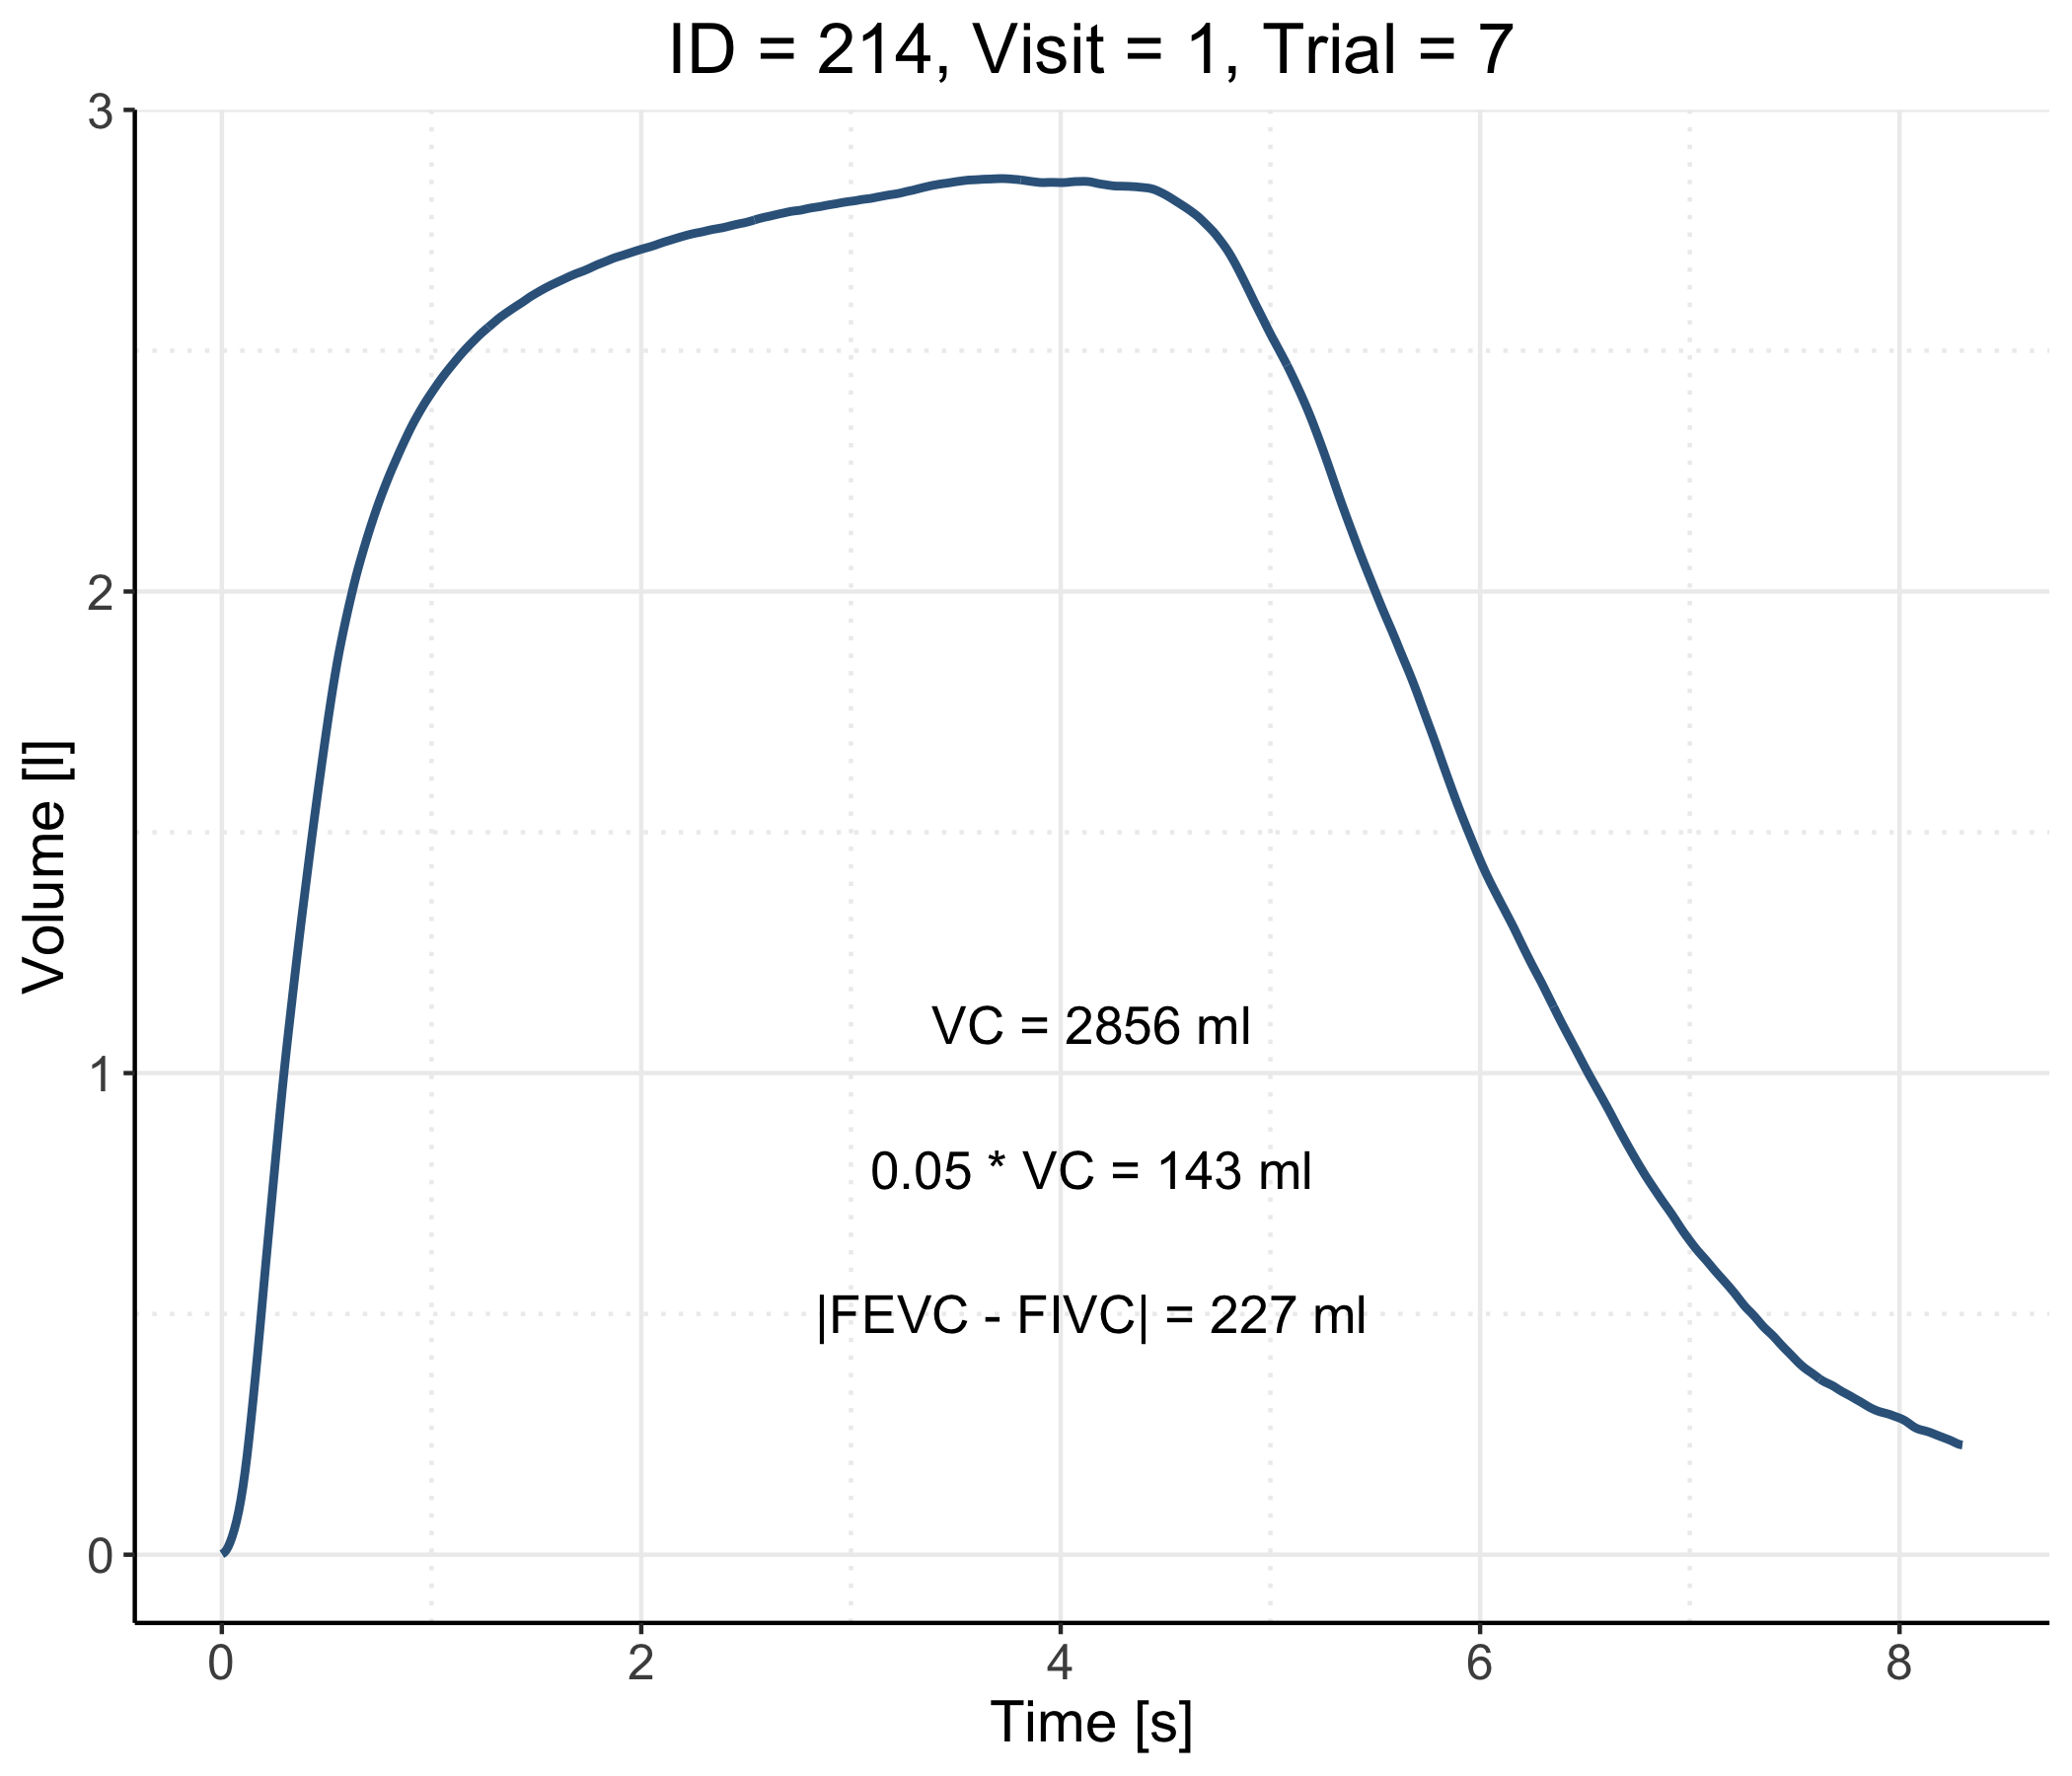 ID = 214, Visit = 1, Trial = 7
3
2
1
0
Volume [l]
VC = 2856 ml
0.05 * VC = 143 ml
|FEVC - FIVC| = 227 ml
0 2 4 6 8
Time [s]